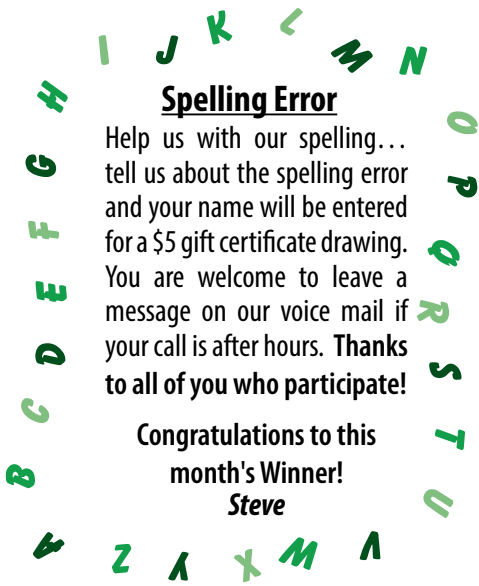 Spelling Error
Help us with our spelling…
tell us about the spelling error
and your name will be entered
for a $5 gift certificate drawing.
You are welcome to leave a
message on our voice mail if
your call is after hours. Thanks
to all of you who participate!
Congratulations to this
month's Winner!
Steve
A B C D E F G H I J K L M N O P Q R S T U V W X Y Z